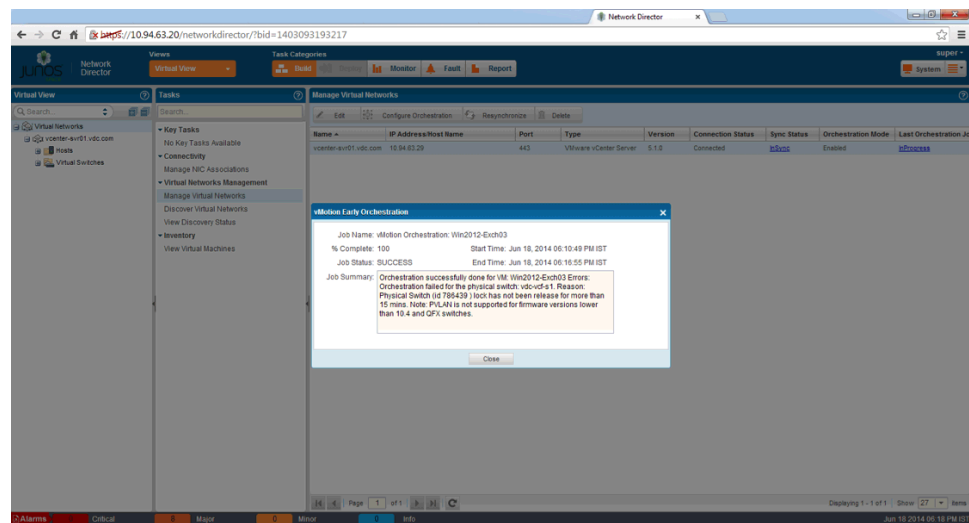 Network Director
https://10.94.63.20/networkdirector/?bid=1403093193217
JUNOS
Network Director
Views
Virtual View
Task Categories
Build
Monitor
Fault
Report
super
System
Virtual View
Search...
Virtual Networks
vcenter-avr01.vdc.com
Hosts
Virtual Switches
Tasks
Search...
Key Tasks
No Key Tasks Available
Connectivity
Manage NIC Associations
Virtual Networks Management
Manage Virtual Networks
Discover Virtual Networks
View Discovery Status
Inventory
View Virtual Machines
Manage Virtual Networks
Edit Configure Orchestration Resynchronize Delete
Name IP Address/Host Name Port Type Version Connection Status Sync Status Orchestration Mode Last Orchestration Jo
vcenter-avr01.vdc.com 10.94.63.29 443 VMware vCenter Server 5.1.0 Connected InSync Enabled InProgress
vMotion Early Orchestration
Job Name: vMotion Orchestration: Win2012-Exch03
% Complete: 100 Start Time: Jun 18, 2014 06:10:49 PM IST
Job Status: SUCCESS End Time: Jun 18, 2014 06:16:55 PM IST
Job Summary: Orchestration successfully done for VM: Win2012-Exch03 Errors:
Orchestration failed for the physical switch: vdc-vcf-s1. Reason:
Physical Switch (id 786439 ) lock has not been release for more than
15 mins. Note: PVLAN is not supported for firmware versions lower
than 10.4 and QFX switches.
Close
Page 1 of 1
Displaying 1 - 1 of 1 Show 27 items
Alarms Critical Major 0 Minor 0 Info
Jun 18 2014 06:18 PM IST